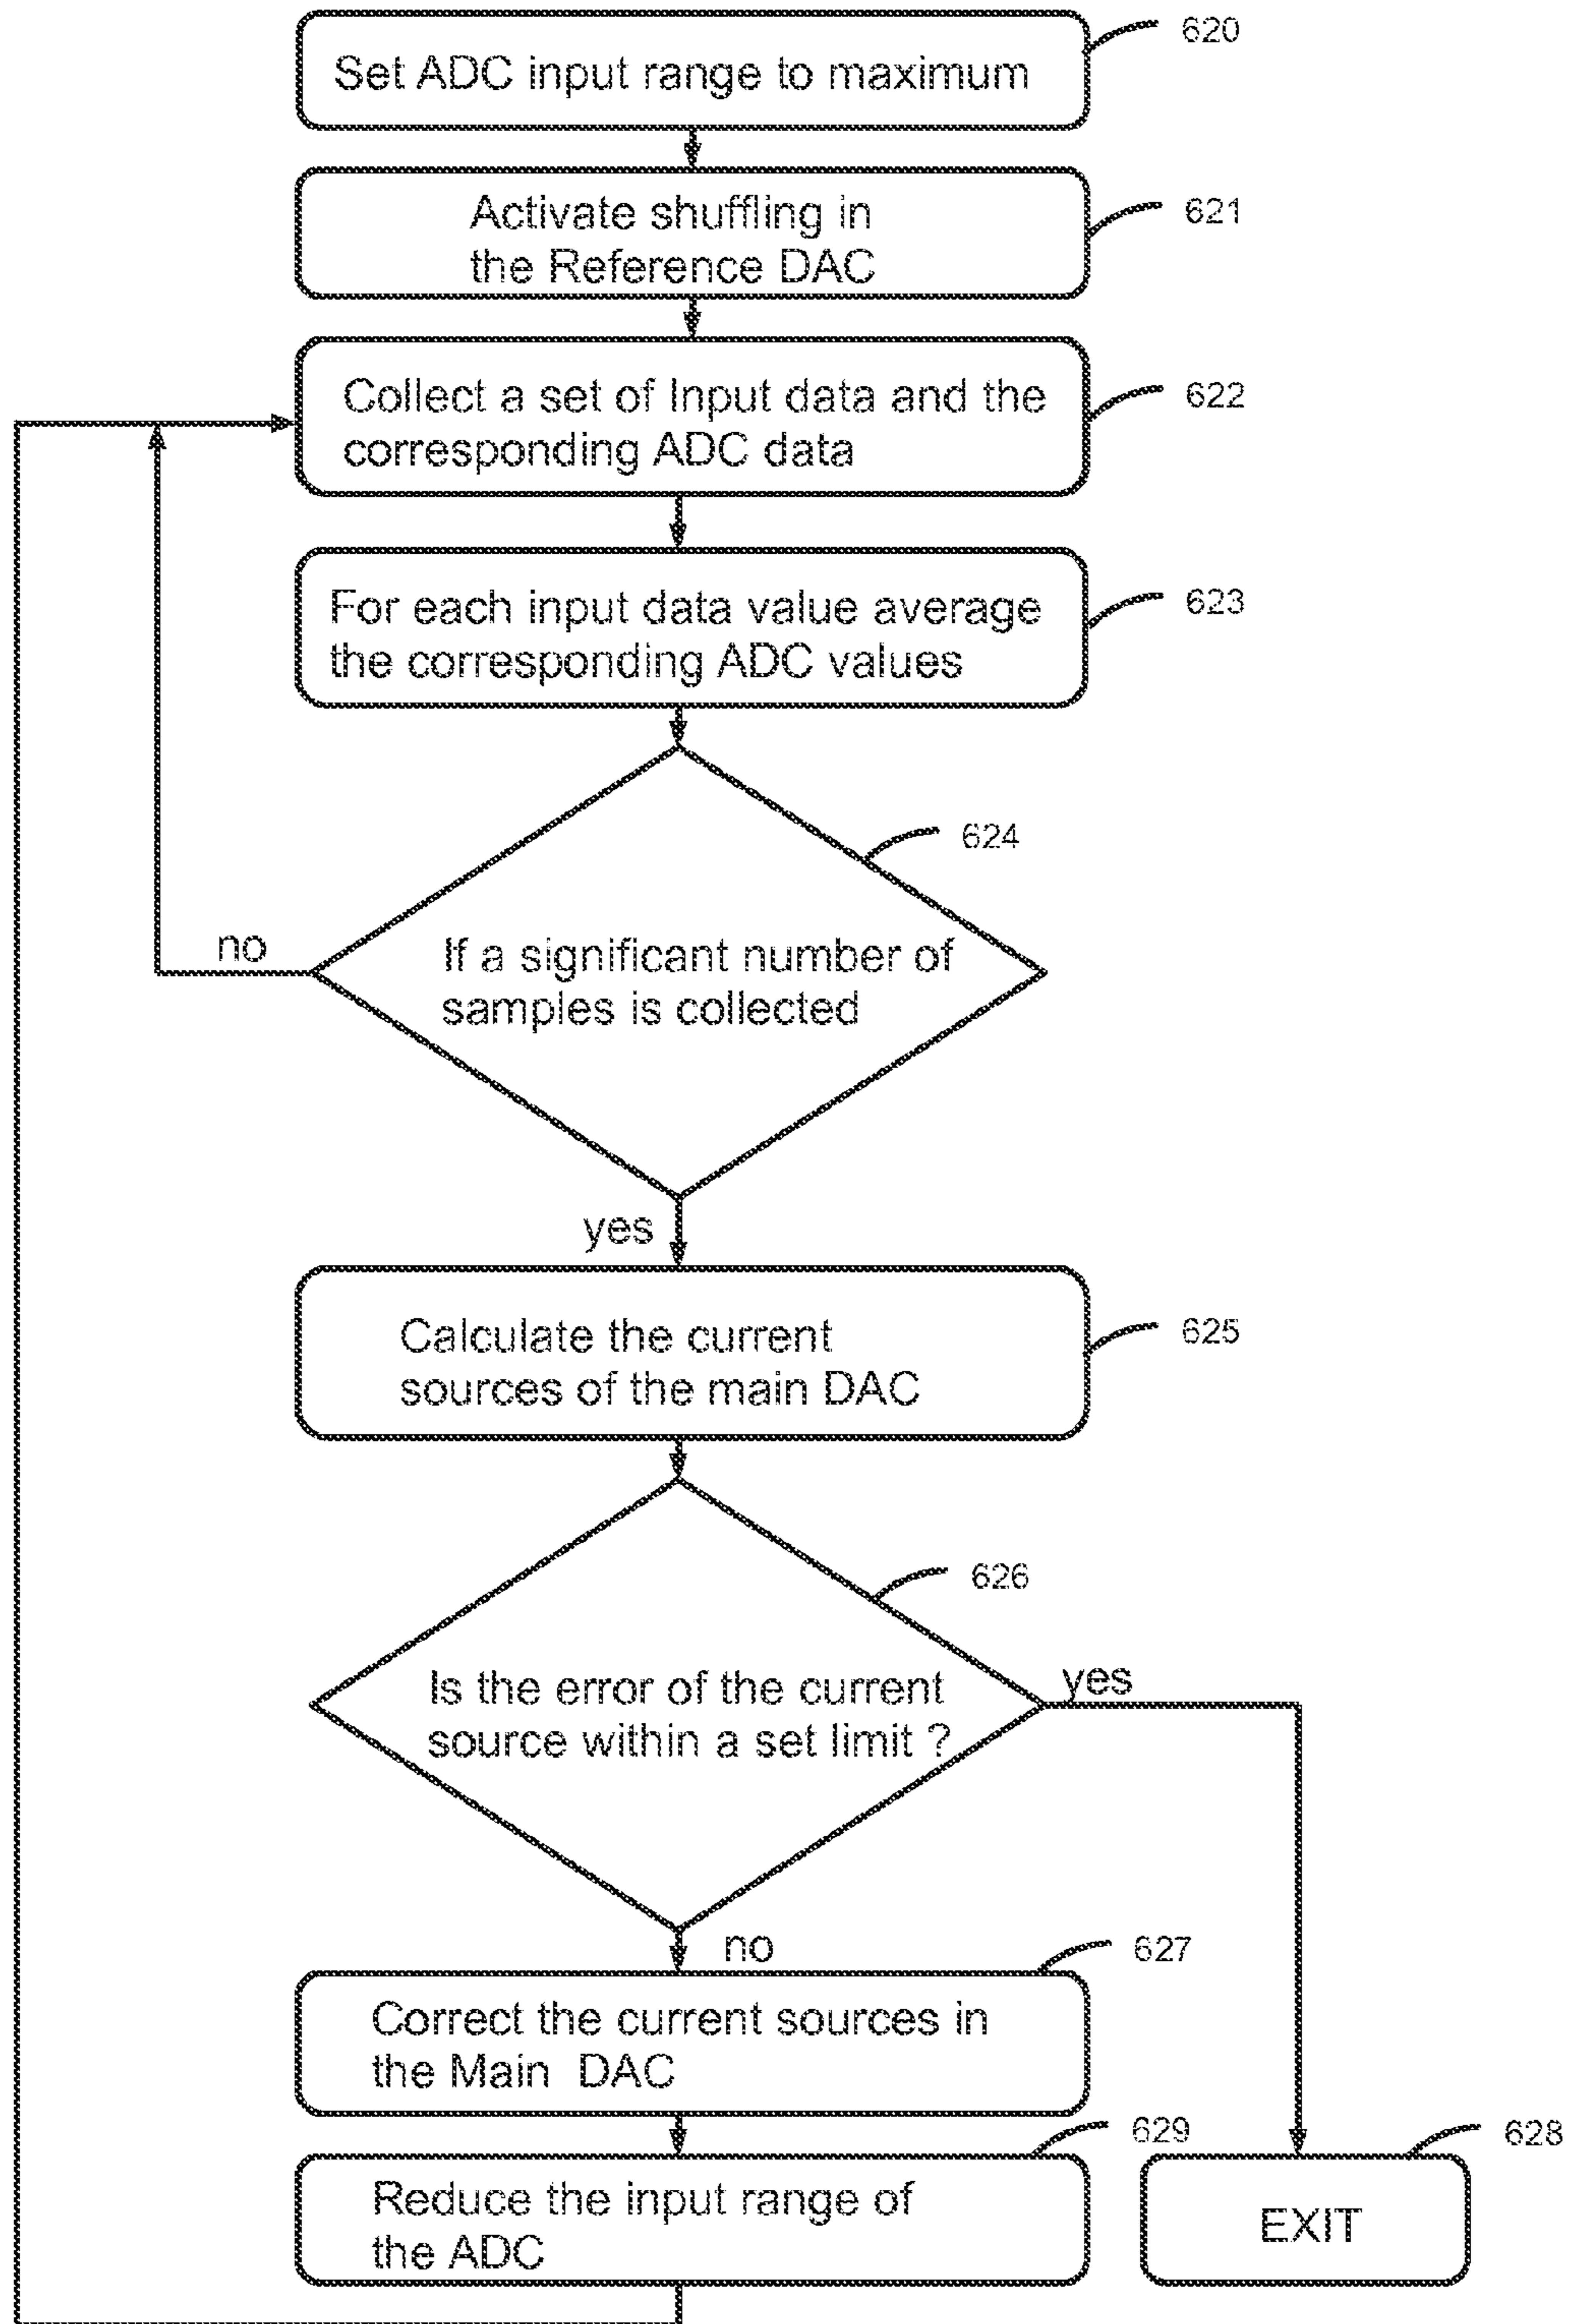 Set ADC input range to maximum
620
Activate shuffling in
the Reference DAC
621
Collect a set of Input data and the
corresponding ADC data
622
For each input data value average
the corresponding ADC values
623
624
If a significant number of
samples is collected
no
yes
Calculate the current
sources of the main DAC
625
626
Is the error of the current
source within a set limit ?
yes
no
627
Correct the current sources in
the Main DAC
629
Reduce the input range of
the ADC
628
EXIT